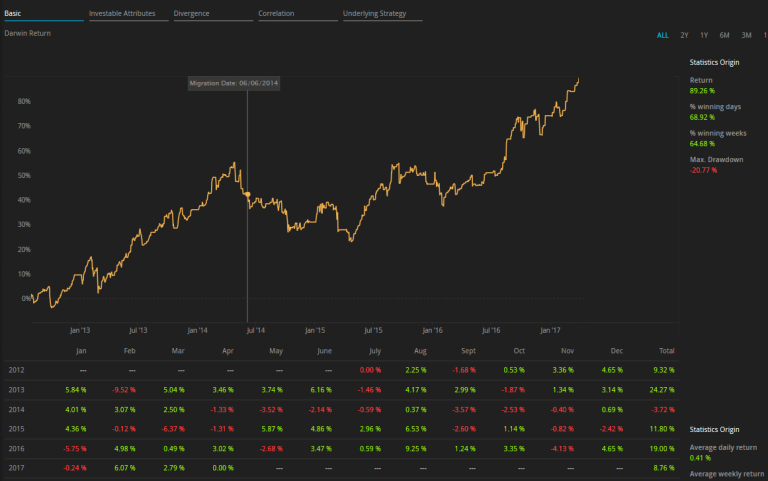 Basic Investable Attributes Divergence Correlation Underlying Strategy
Darwin Return
ALL 2Y 1Y 6M 3M 1
Statistics Origin
Return
89.26 %
% winning days
68.92 %
% winning weeks
64.68 %
Max. Drawdown
-20.77 %
Migration Date: 06/06/2014
80%
70%
60%
50%
40%
30%
20%
10%
0%
Jan '13 Jul '13 Jan '14 Jul '14 Jan '15 Jul '15 Jan '16 Jul '16 Jan '17
Jan Feb Mar Apr May June July Aug Sept Oct Nov Dec Total
2012 --- --- --- --- --- --- 0.00 % 2.25 % -1.68 % 0.53 % 3.36 % 4.65 % 9.32 %
2013 5.84 % -9.52 % 5.04 % 3.46 % 3.74 % 6.16 % -1.46 % 4.17 % 2.99 % -1.87 % 1.34 % 3.14 % 24.27 %
2014 4.01 % 3.07 % 2.50 % -1.33 % -3.52 % -2.14 % -0.59 % 0.37 % -3.57 % -2.53 % -0.40 % 0.69 % -3.72 %
2015 4.36 % -0.12 % -6.37 % -1.31 % 5.87 % 4.86 % 2.96 % 6.53 % -2.60 % 1.14 % -0.82 % -2.42 % 11.80 %
2016 -5.75 % 4.98 % 0.49 % 3.02 % -2.68 % 3.47 % 0.59 % 9.25 % 1.24 % 3.35 % -4.13 % 4.65 % 19.00 %
2017 -0.24 % 6.07 % 2.79 % 0.00 % --- --- --- --- --- --- --- --- 8.76 %
Statistics Origin
Average daily return
0.41 %
Average weekly return